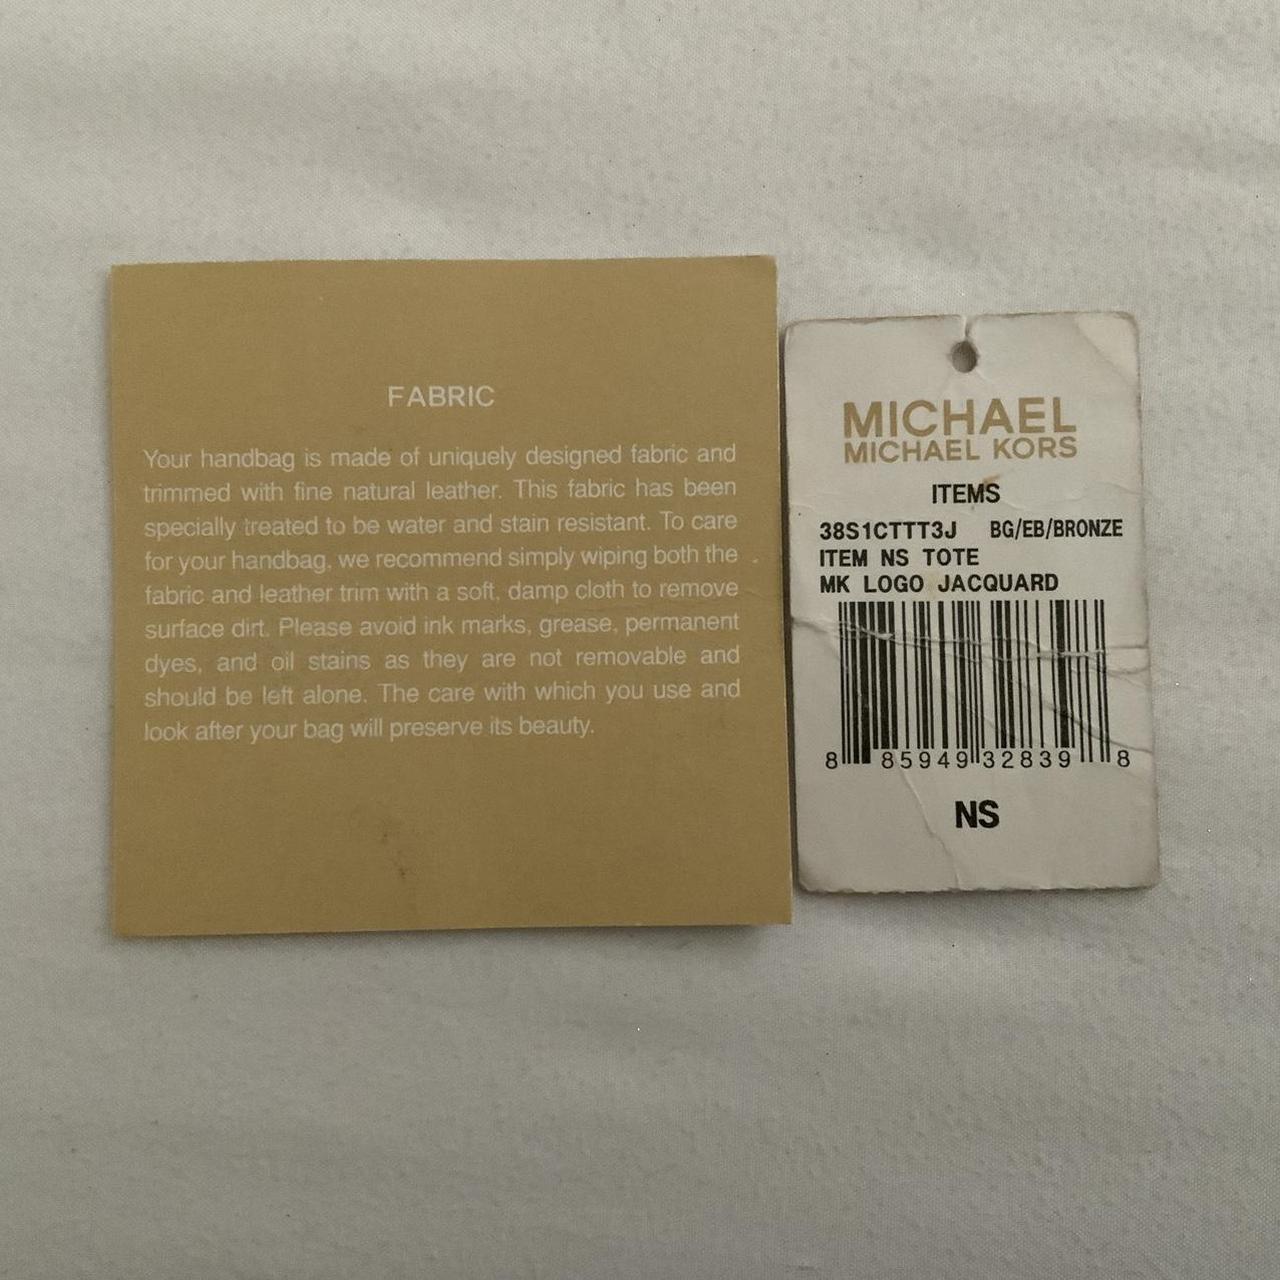 FABRIC
Your handbag is made of uniquely designed fabric and
trimmed with fine natural leather. This fabric has been
specially treated to be water and stain resistant. To care
for your handbag, we recommend simply wiping both the
fabric and leather trim with a soft, damp cloth to remove
surface dirt. Please avoid ink marks, grease, permanent
dyes, and oil stains as they are not removable and
should be left alone. The care with which you use and
look after your bag will preserve its beauty.
MICHAEL
MICHAEL KORS
ITEMS
38S1CTTT3J BG/EB/BRONZE
ITEM NS TOTE
MK LOGO JACQUARD
8 85949 32839 8
NS